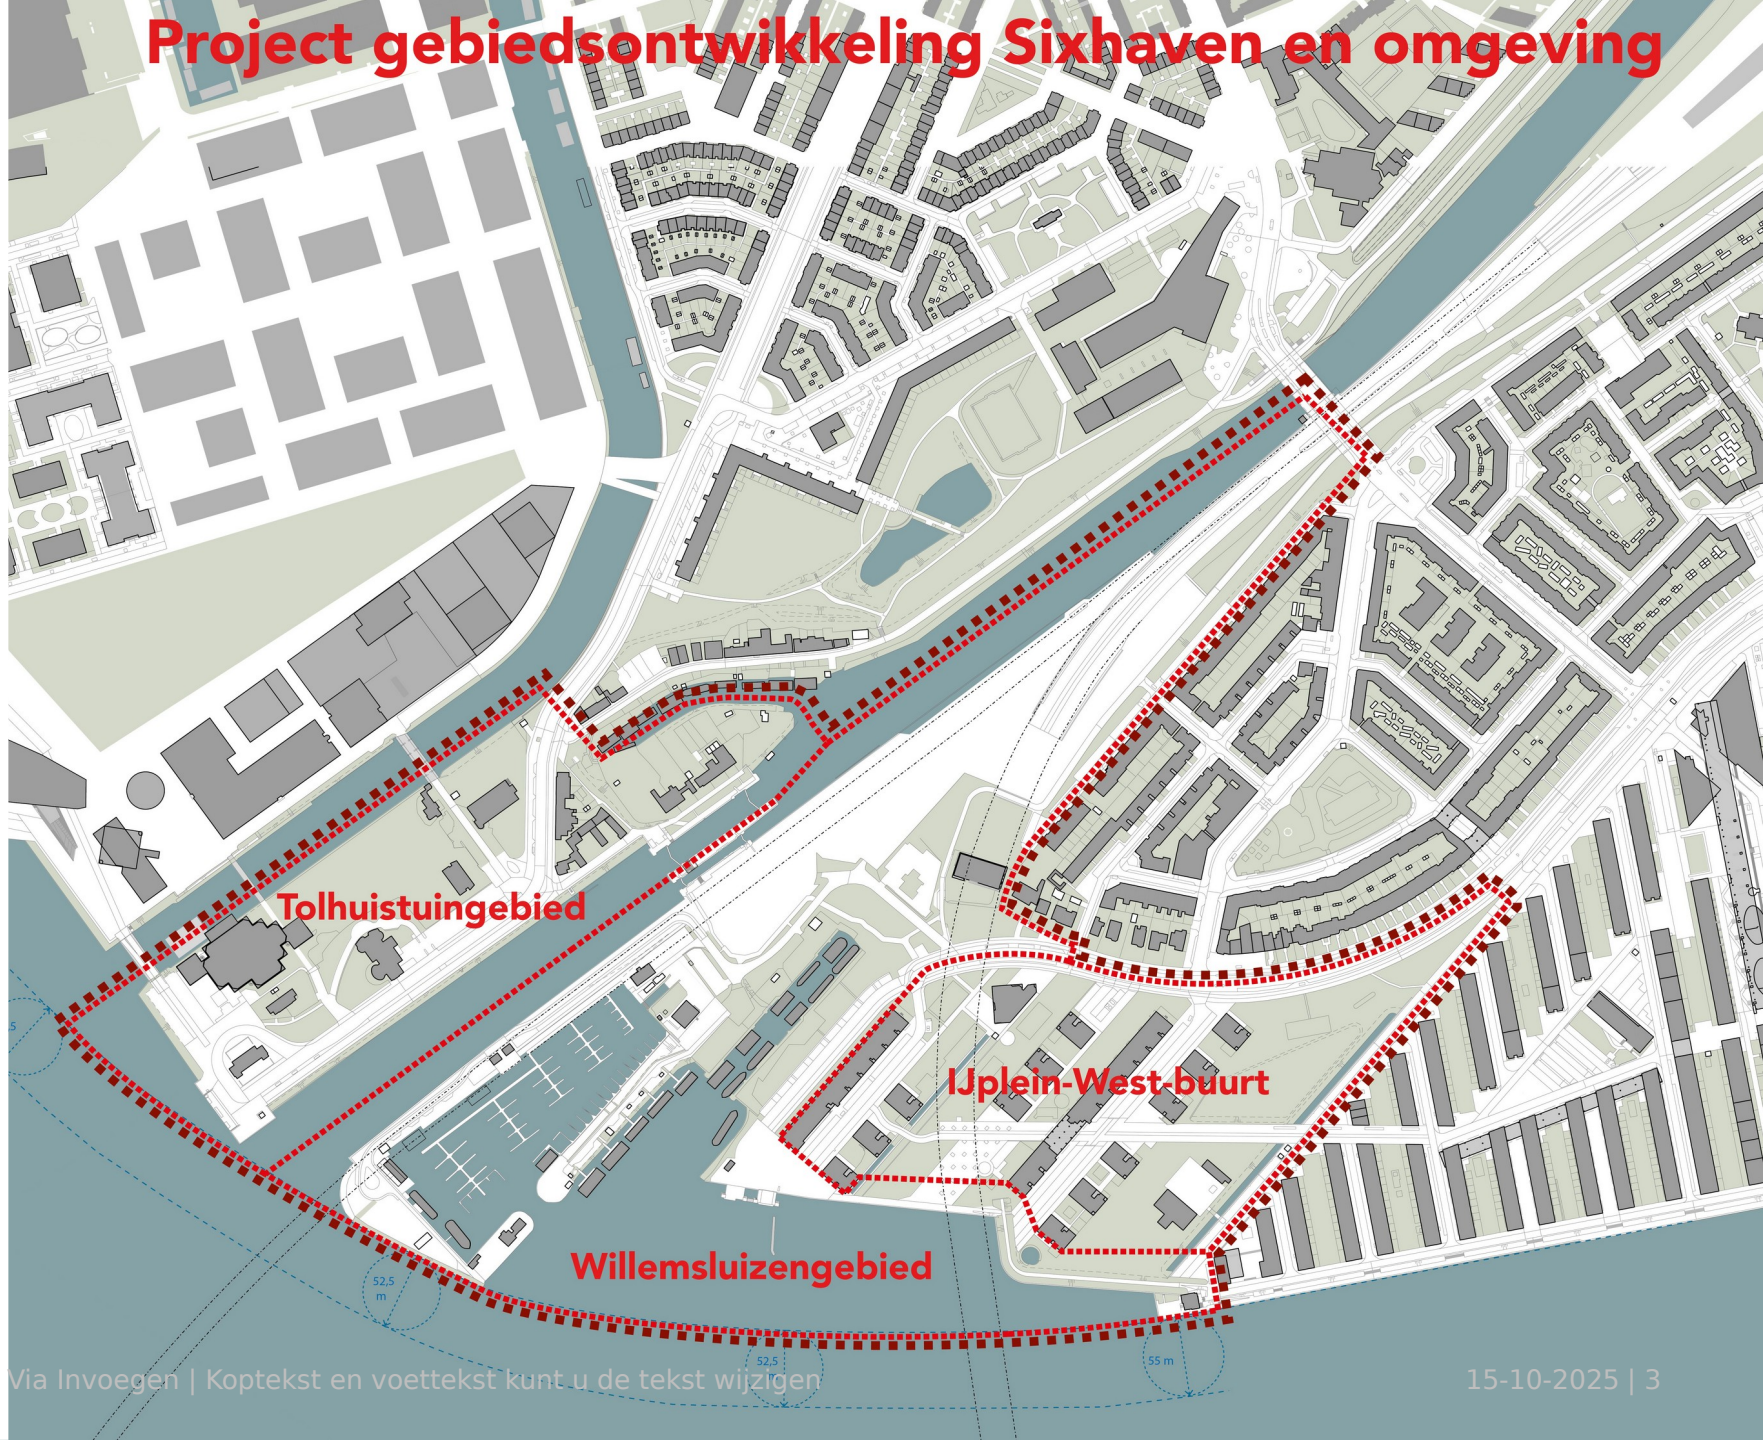 Project gebiedsontwikkeling Sixhaven en omgeving
Tolhuistuingebied
IJplein-West-buurt
Willemsluizengebied
52,5
m
52,5
55 m
Via Invoegen | Koptekst en voettekst kunt u de tekst wijzigen
15-10-2025 | 3